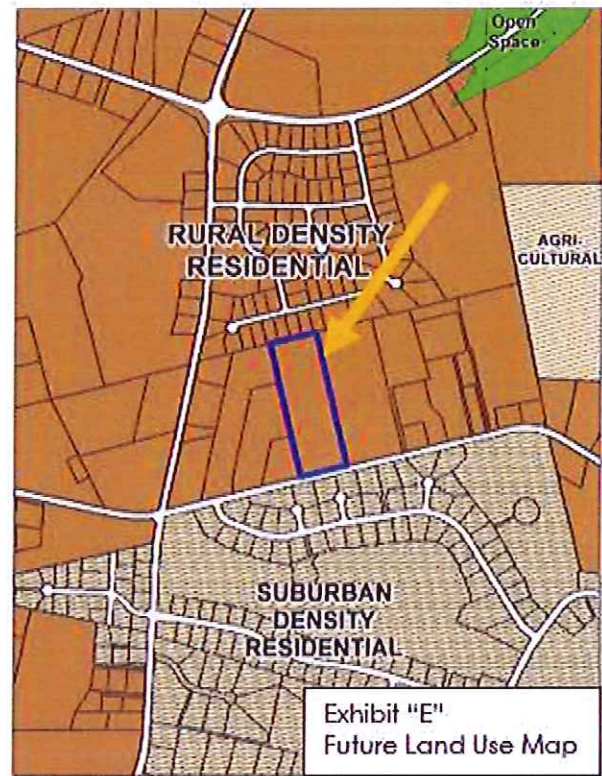 Open
Space
RURAL DENSITY
RESIDENTIAL
AGRI-
CULTURAL
SUBURBAN
DENSITY
RESIDENTIAL
Exhibit "E"
Future Land Use Map